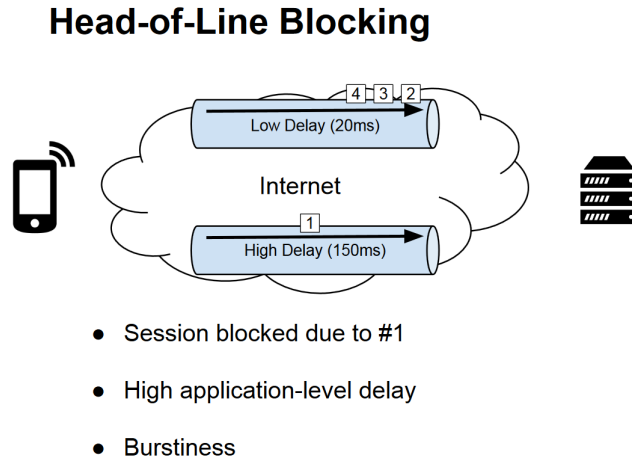 Head-of-Line Blocking
4 3 2
Low Delay (20ms)
Internet
1
High Delay (150ms)
● Session blocked due to #1
● High application-level delay
● Burstiness